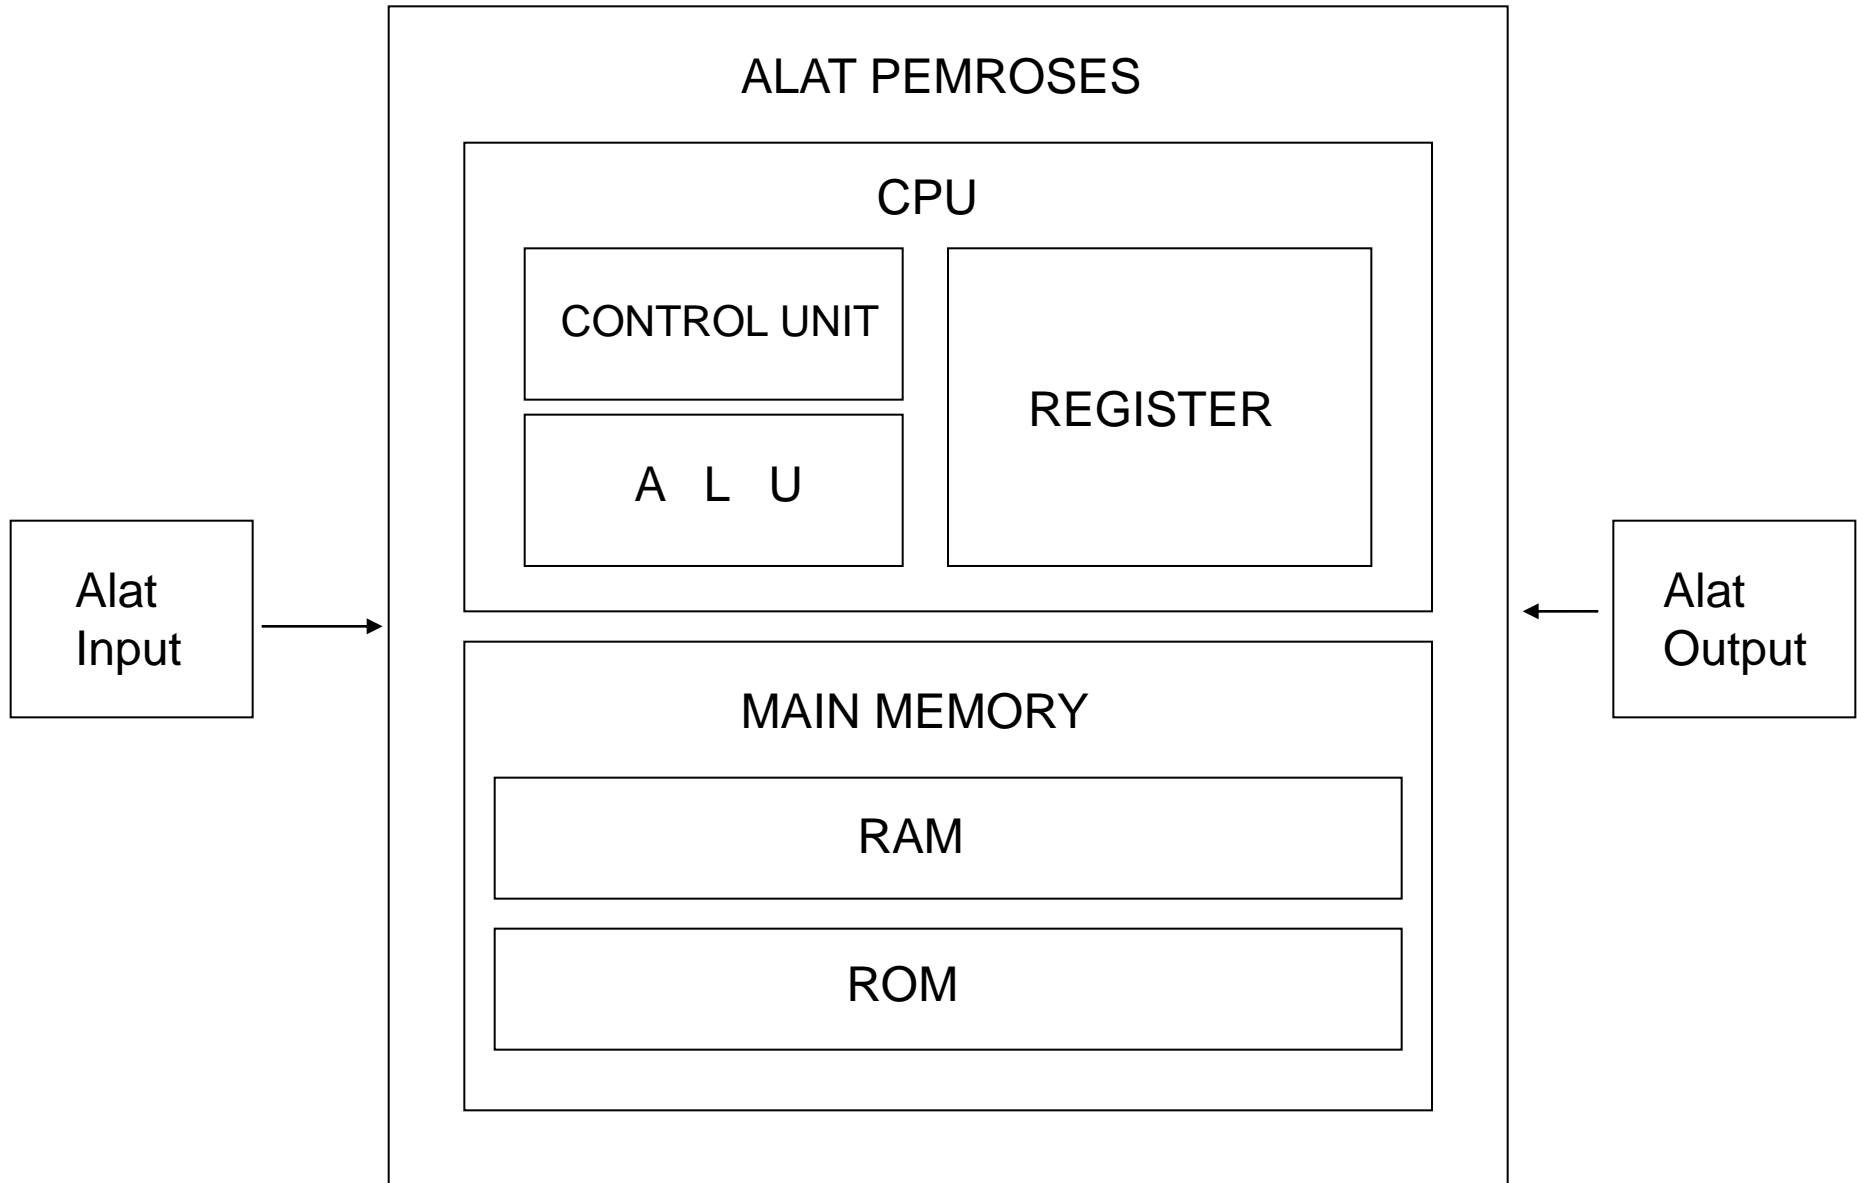 ALAT PEMROSES
CPU
CONTROL UNIT
REGISTER
A L U
Alat
Input
Alat
Output
MAIN MEMORY
RAM
ROM